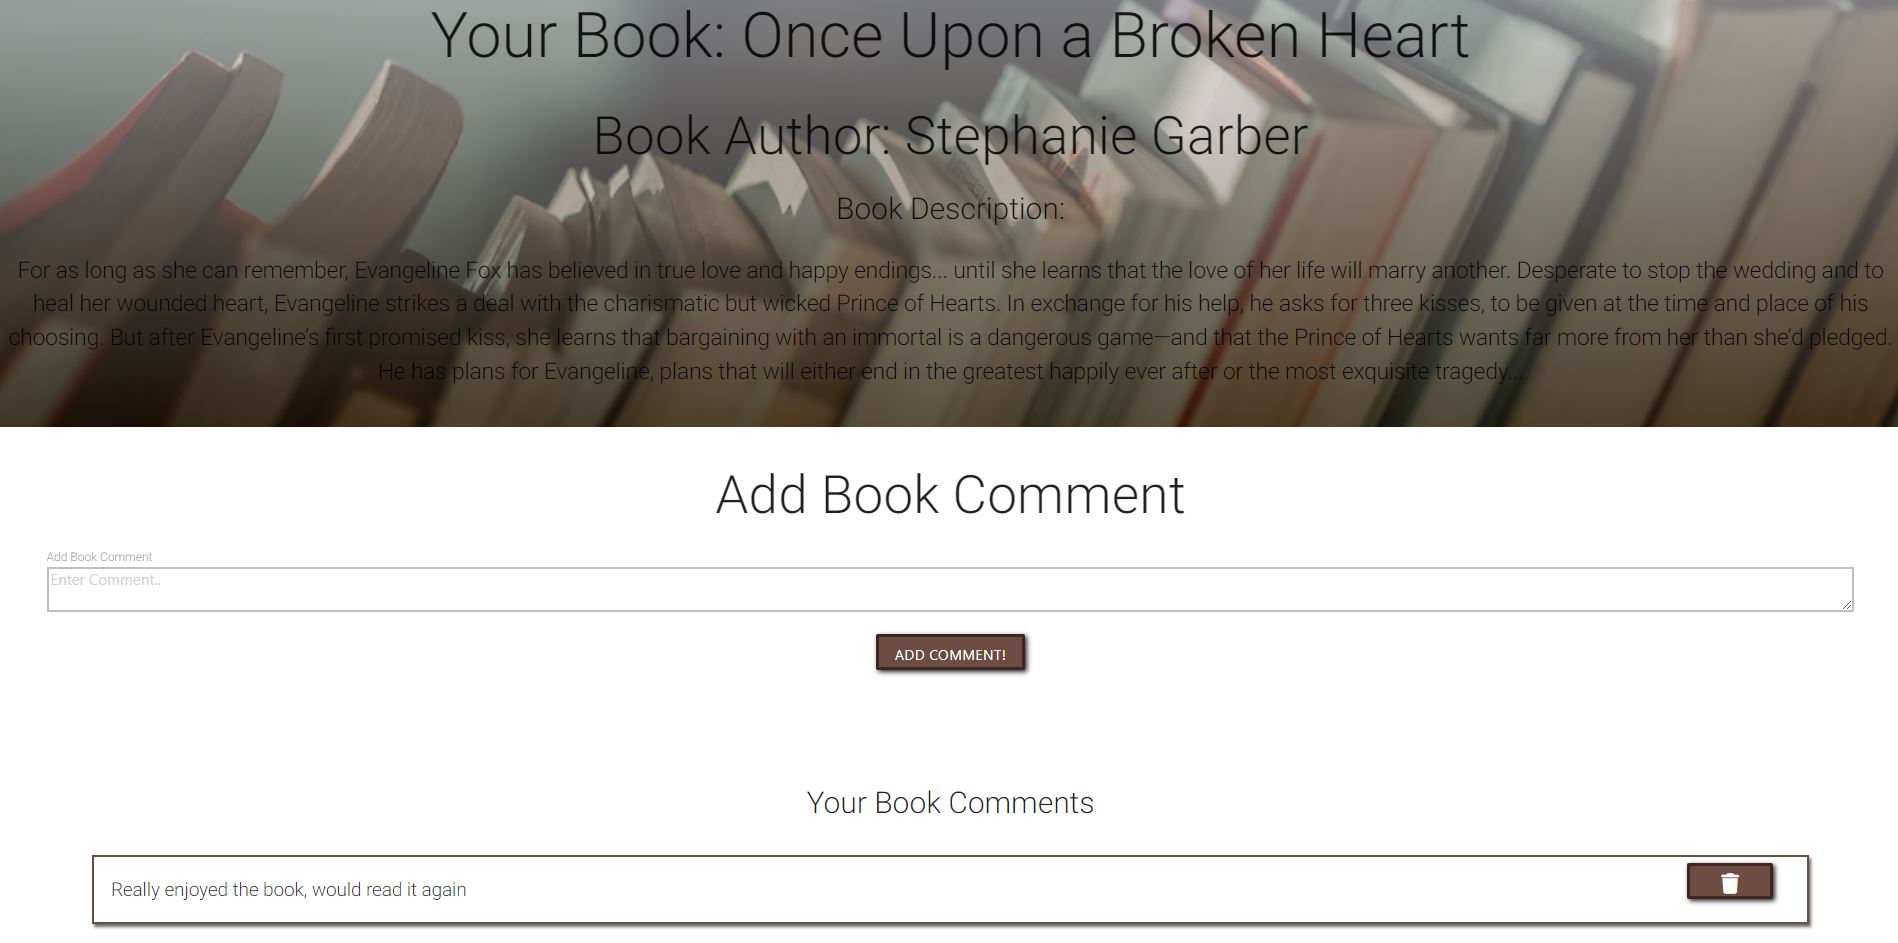 Your Book: Once Upon a Broken Heart
Book Author: Stephanie Garber
Book Description:
For as long as she can remember, Evangeline Fox has believed in true love and happy endings... until she learns that the love of her life will marry another. Desperate to stop the wedding and to
heal her wounded heart, Evangeline strikes a deal with the charismatic but wicked Prince of Hearts. In exchange for his help, he asks for three kisses, to be given at the time and place of his
choosing. But after Evangeline’s first promised kiss, she learns that bargaining with an immortal is a dangerous game—and that the Prince of Hearts wants far more from her than she’d pledged.
He has plans for Evangeline, plans that will either end in the greatest happily ever after or the most exquisite tragedy...
Add Book Comment
Add Book Comment
Enter Comment..
ADD COMMENT!
Your Book Comments
Really enjoyed the book, would read it again